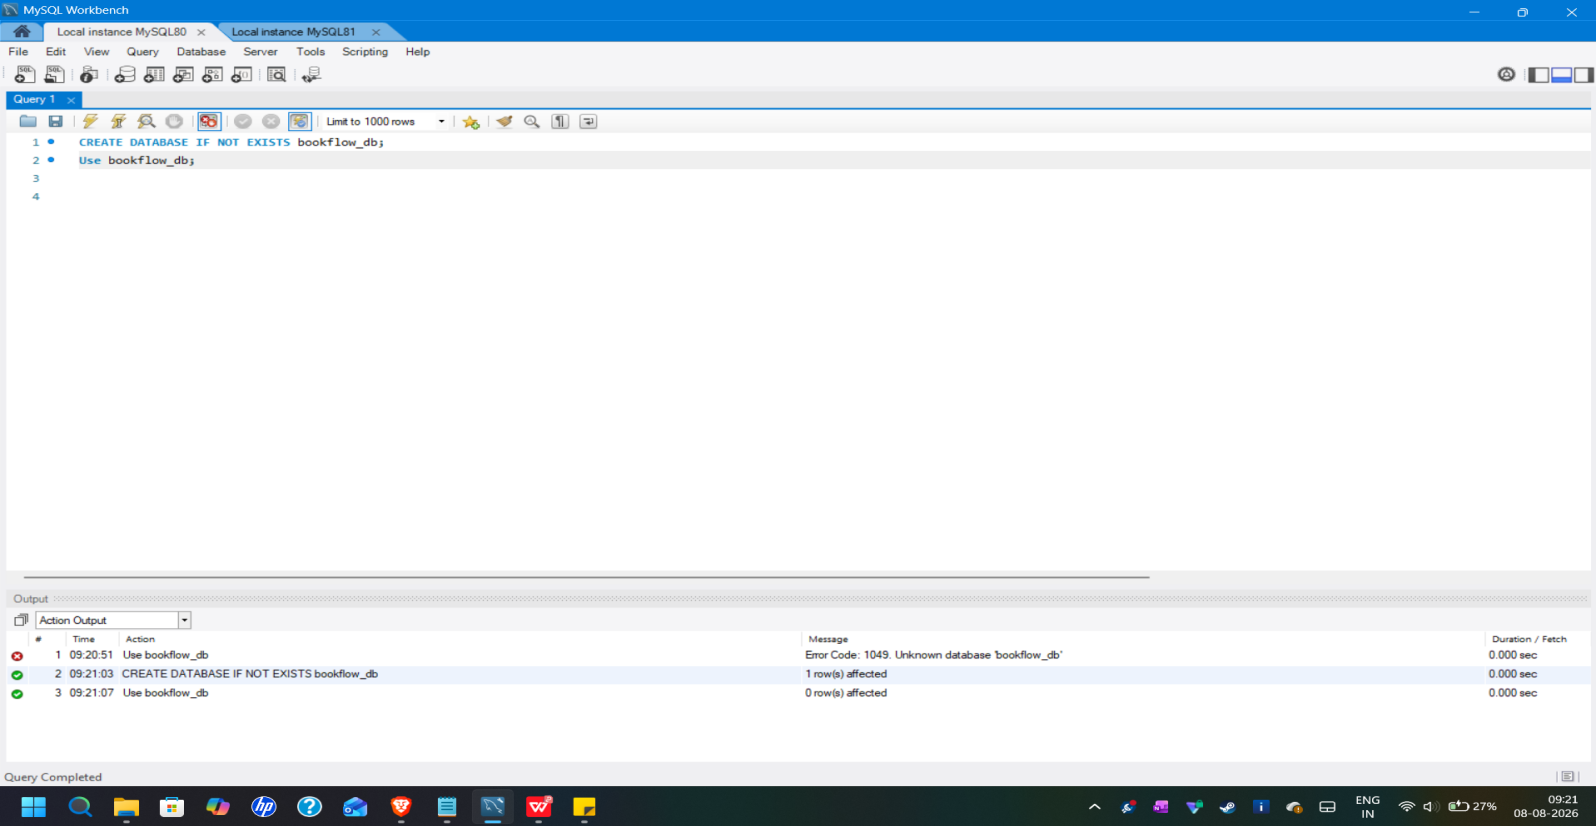 MySQL Workbench
Local instance MySQL80 Local instance MySQL81
File Edit View Query Database Server Tools Scripting Help
Query 1
Limit to 1000 rows
1 CREATE DATABASE IF NOT EXISTS bookflow_db;
2 Use bookflow_db;
3
4
Output
Action Output
# Time Action Message Duration / Fetch
1 09:20:51 Use bookflow_db Error Code: 1049. Unknown database 'bookflow_db' 0.000 sec
2 09:21:03 CREATE DATABASE IF NOT EXISTS bookflow_db 1 row(s) affected 0.000 sec
3 09:21:07 Use bookflow_db 0 row(s) affected 0.000 sec
Query Completed
ENG
IN
27%
09:21
08-08-2026